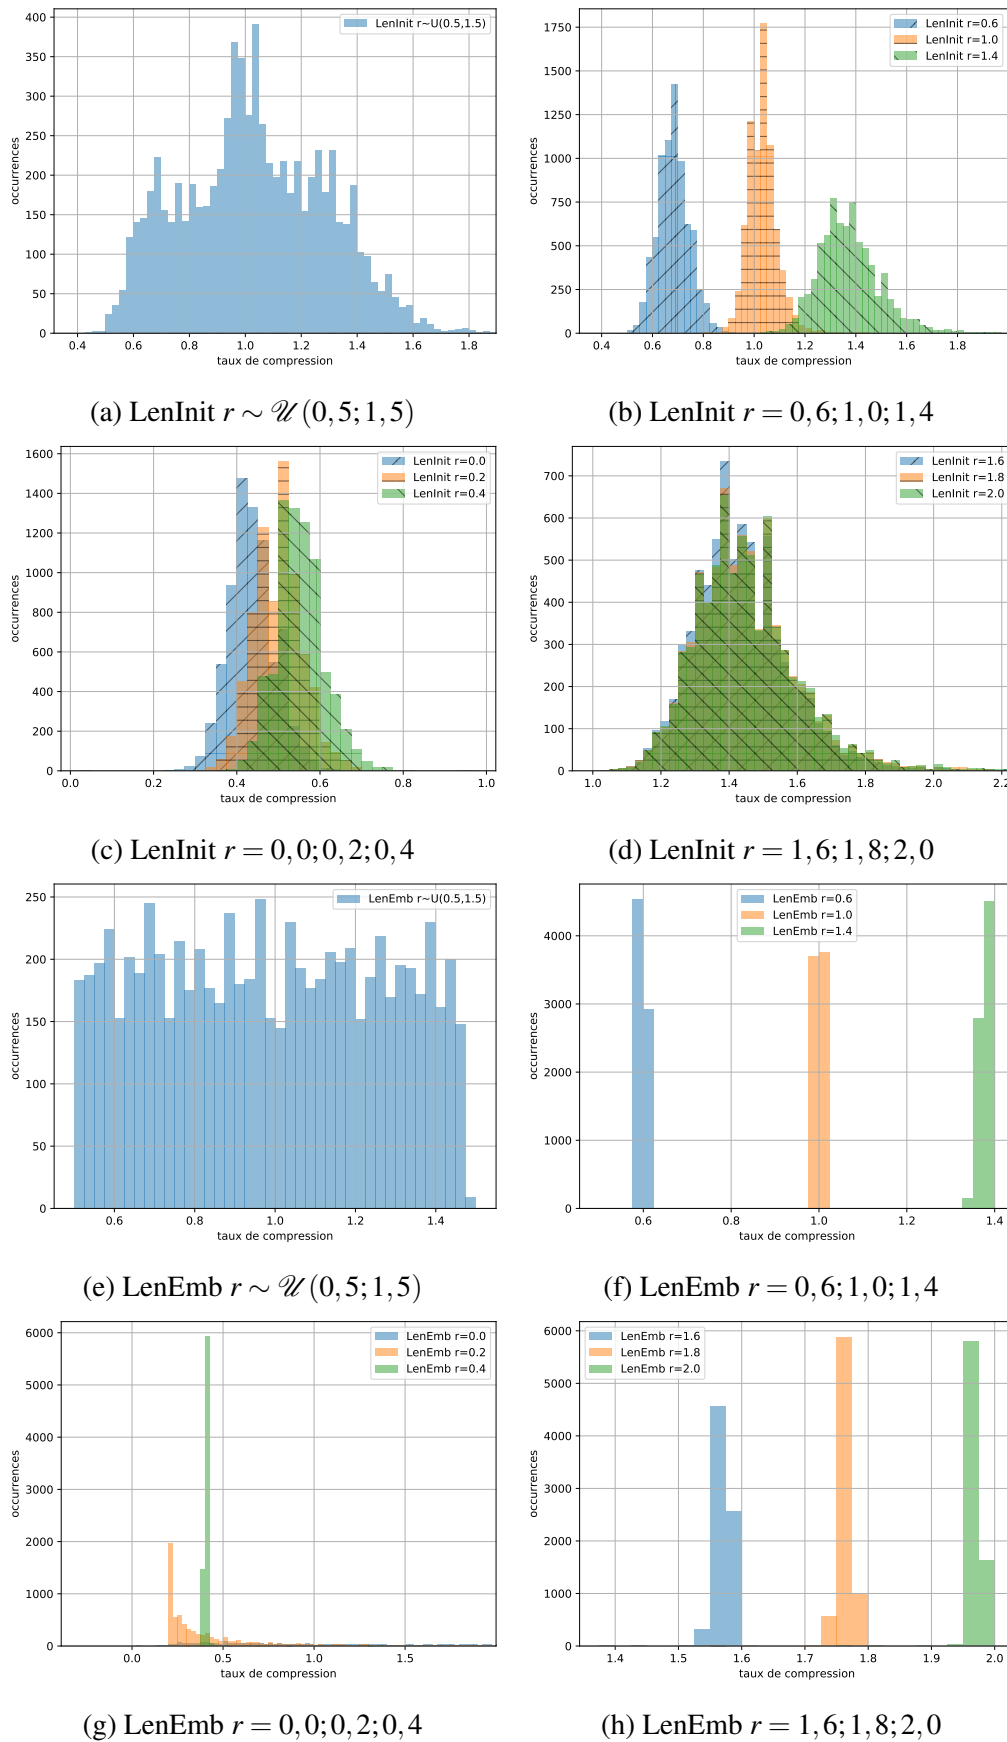 400
350
300
250
200
150
100
50
0
occurrences
LenInit r~U(0.5,1.5)
0.4 0.6 0.8 1.0 1.2 1.4 1.6 1.8
taux de compression
(a) LenInit r ∼ 𝒰(0,5;1,5)
1750
1500
1250
1000
750
500
250
0
occurrences
LenInit r=0.6
LenInit r=1.0
LenInit r=1.4
0.4 0.6 0.8 1.0 1.2 1.4 1.6 1.8
taux de compression
(b) LenInit r = 0,6;1,0;1,4
1600
1400
1200
1000
800
600
400
200
0
occurrences
LenInit r=0.0
LenInit r=0.2
LenInit r=0.4
0.0 0.2 0.4 0.6 0.8 1.0
taux de compression
(c) LenInit r = 0,0;0,2;0,4
700
600
500
400
300
200
100
0
occurrences
LenInit r=1.6
LenInit r=1.8
LenInit r=2.0
1.0 1.2 1.4 1.6 1.8 2.0 2.2
taux de compression
(d) LenInit r = 1,6;1,8;2,0
250
200
150
100
50
0
occurrences
LenEmb r~U(0.5,1.5)
0.6 0.8 1.0 1.2 1.4
taux de compression
(e) LenEmb r ∼ 𝒰(0,5;1,5)
4000
3000
2000
1000
0
occurrences
LenEmb r=0.6
LenEmb r=1.0
LenEmb r=1.4
0.6 0.8 1.0 1.2 1.4
taux de compression
(f) LenEmb r = 0,6;1,0;1,4
6000
5000
4000
3000
2000
1000
0
occurrences
LenEmb r=0.0
LenEmb r=0.2
LenEmb r=0.4
0.0 0.5 1.0 1.5
taux de compression
(g) LenEmb r = 0,0;0,2;0,4
6000
5000
4000
3000
2000
1000
0
occurrences
LenEmb r=1.6
LenEmb r=1.8
LenEmb r=2.0
1.4 1.5 1.6 1.7 1.8 1.9 2.0
taux de compression
(h) LenEmb r = 1,6;1,8;2,0